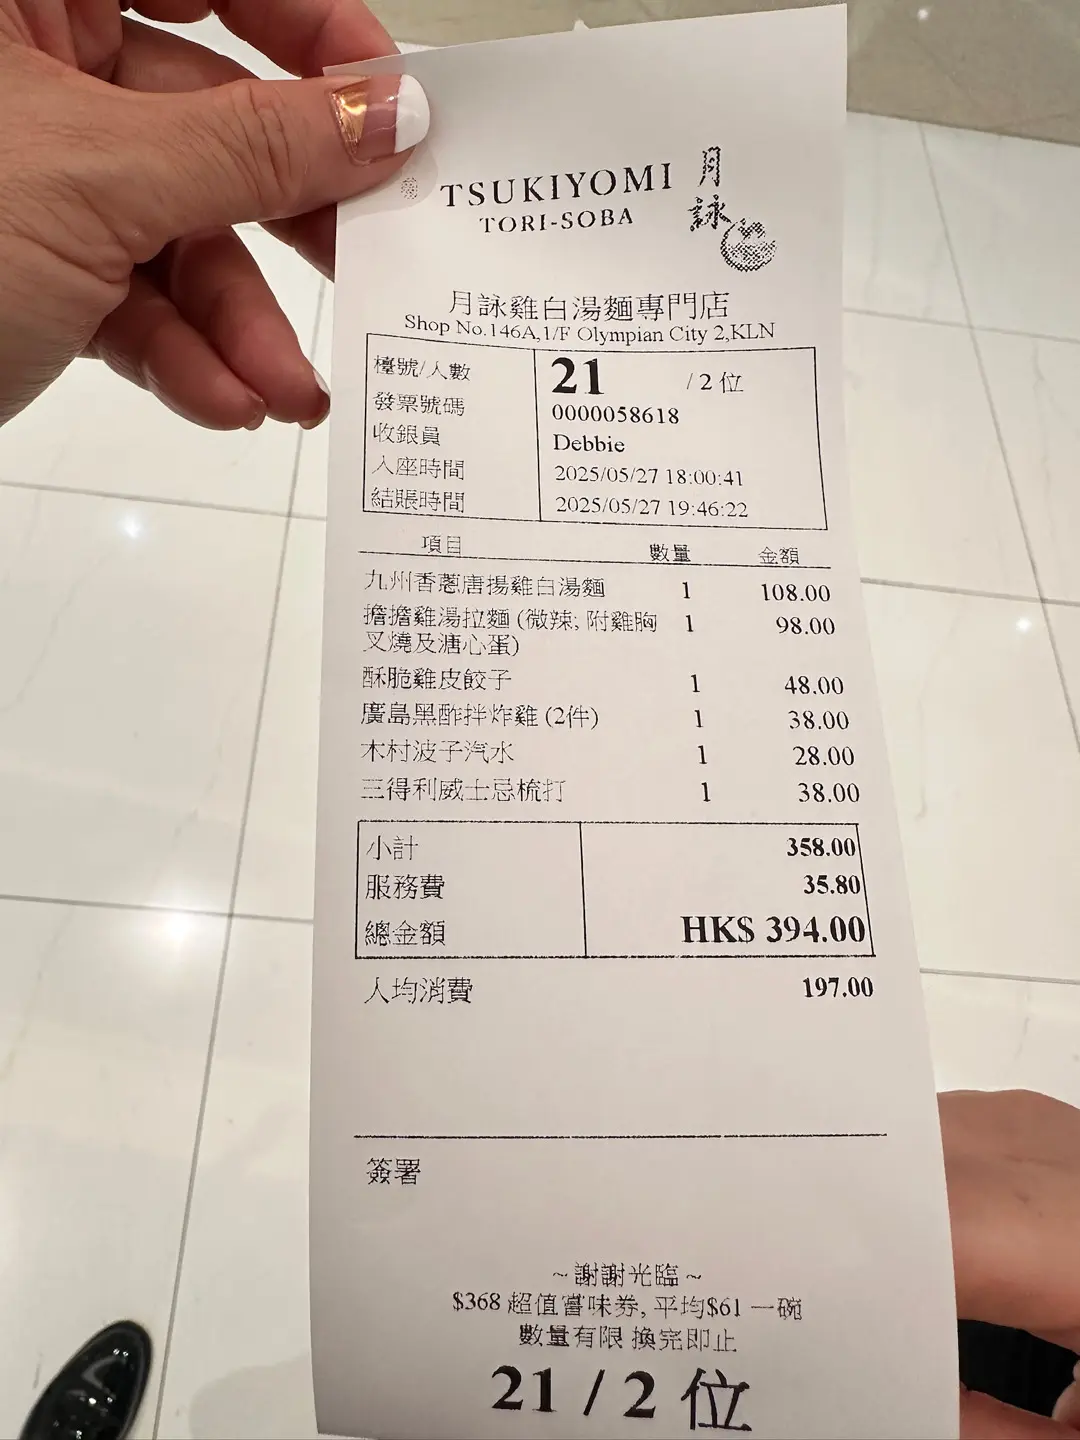 TSUKIYOMI
TORI-SOBA
月詠
月詠雞白湯麵專門店
Shop No.146A,1/F Olympian City 2,KLN
檯號/人數 21 / 2 位
發票號碼 0000058618
收銀員 Debbie
入座時間 2025/05/27 18:00:41
結賬時間 2025/05/27 19:46:22
項目 數量 金額
九州香蔥唐揚雞白湯麵 1 108.00
擔擔雞湯拉麵 (微辣; 附雞胸 1 98.00
叉燒及溏心蛋)
酥脆雞皮餃子 1 48.00
廣島黑酢拌炸雞 (2件) 1 38.00
木村波子汽水 1 28.00
三得利威士忌梳打 1 38.00
小計 358.00
服務費 35.80
總金額 HK$ 394.00
人均消費 197.00
簽署
~ 謝謝光臨 ~
$368 超值嘗味券, 平均$61 一碗
數量有限 換完即止
21 / 2 位